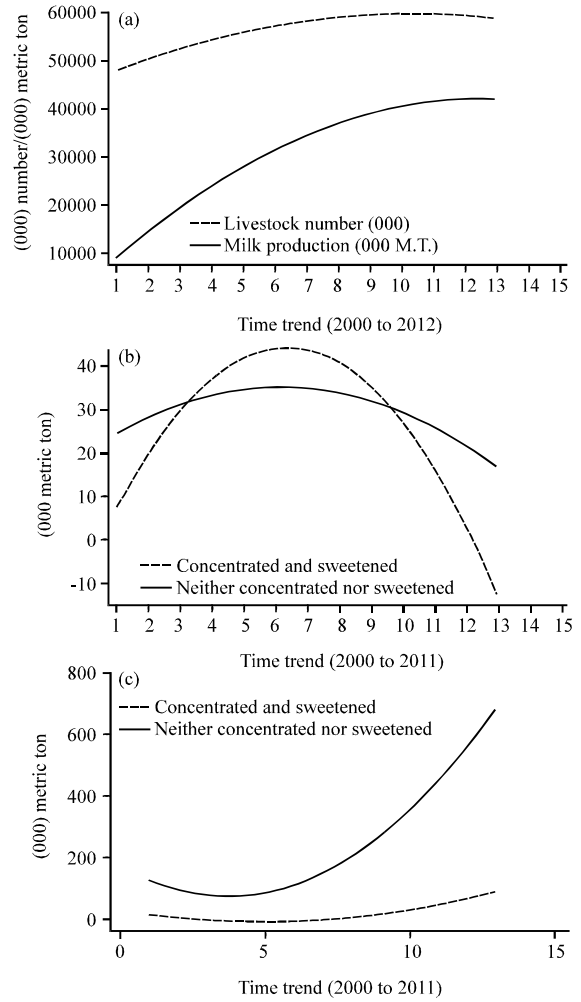 (a)
(000) number/(000) metric ton
60000
50000
40000
30000
20000
10000
Livestock number (000)
Milk production (000 M.T.)
1 2 3 4 5 6 7 8 9 10 11 12 13 14 15
Time trend (2000 to 2012)
(b)
(000 metric ton)
40
30
20
10
0
-10
Concentrated and sweetened
Neither concentrated nor sweetened
1 2 3 4 5 6 7 8 9 10 11 12 13 14 15
Time trend (2000 to 2011)
(c)
(000) metric ton
800
600
400
200
0
Concentrated and sweetened
Neither concentrated nor sweetened
0 5 10 15
Time trend (2000 to 2011)